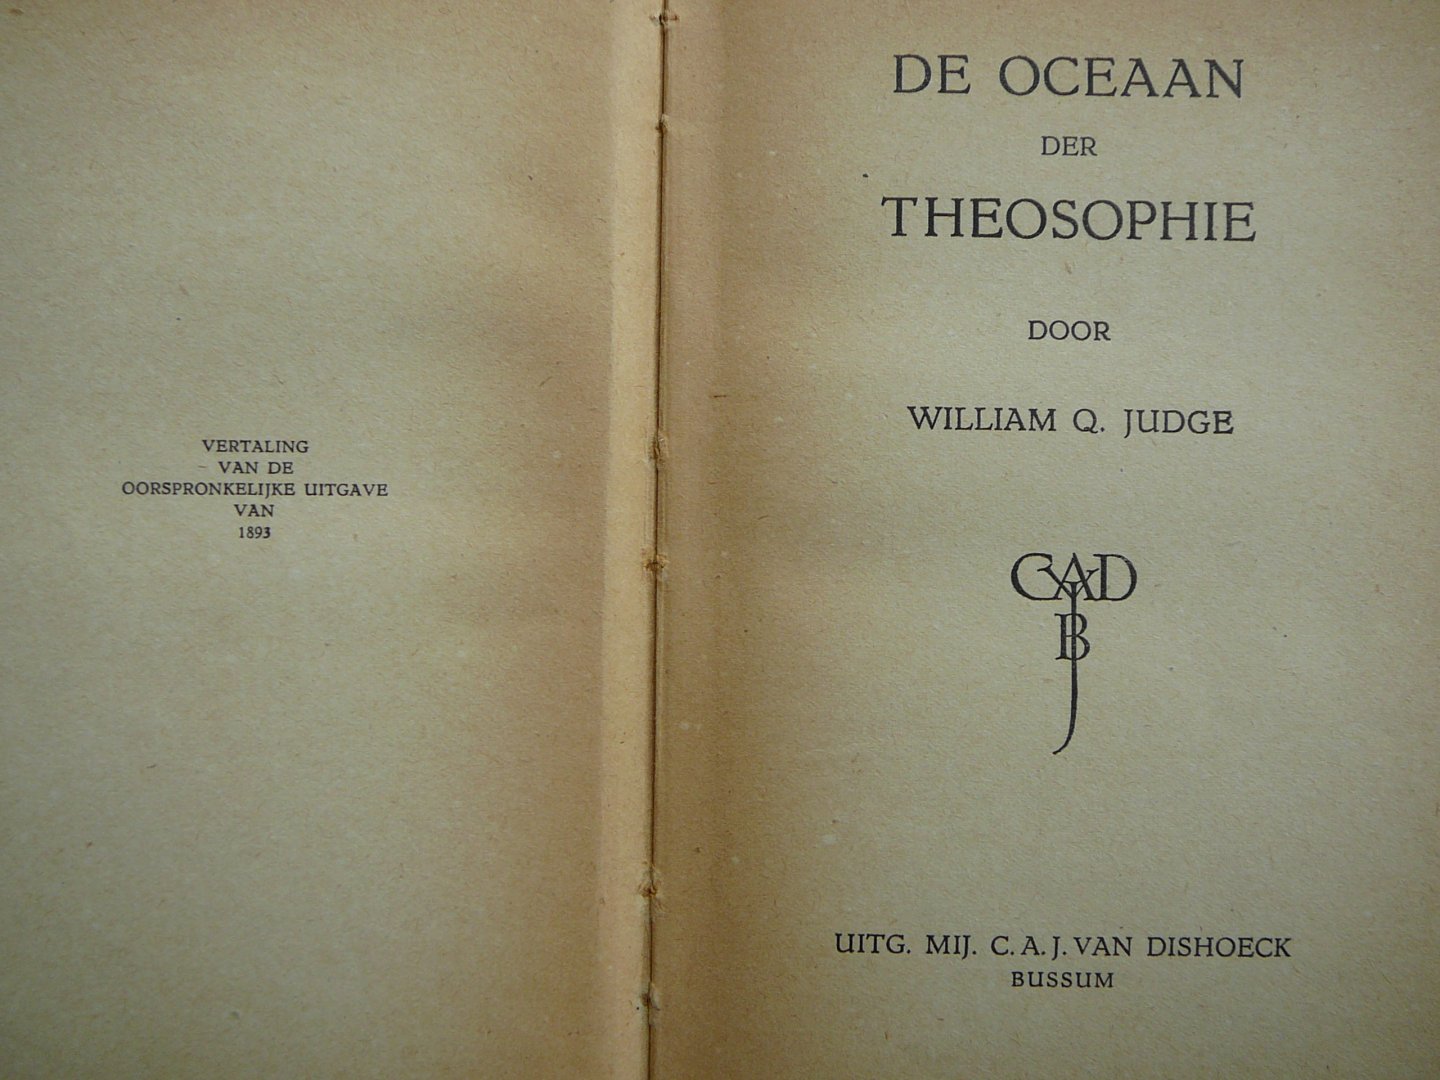 VERTALING
VAN DE
OORSPRONKELIJKE UITGAVE
VAN
1893
DE OCEAAN
DER
THEOSOPHIE
DOOR
WILLIAM Q. JUDGE
CAJD
B
UITG. MIJ. C. A. J. VAN DISHOECK
BUSSUM